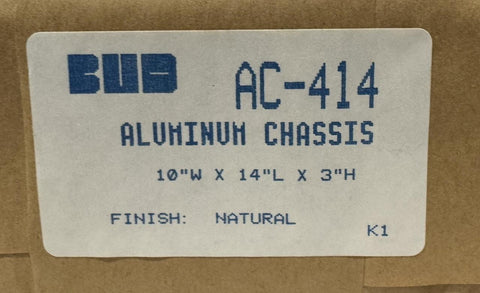 BUD AC-414
ALUMINUM CHASSIS
10"W X 14"L X 3"H
FINISH: NATURAL
K1